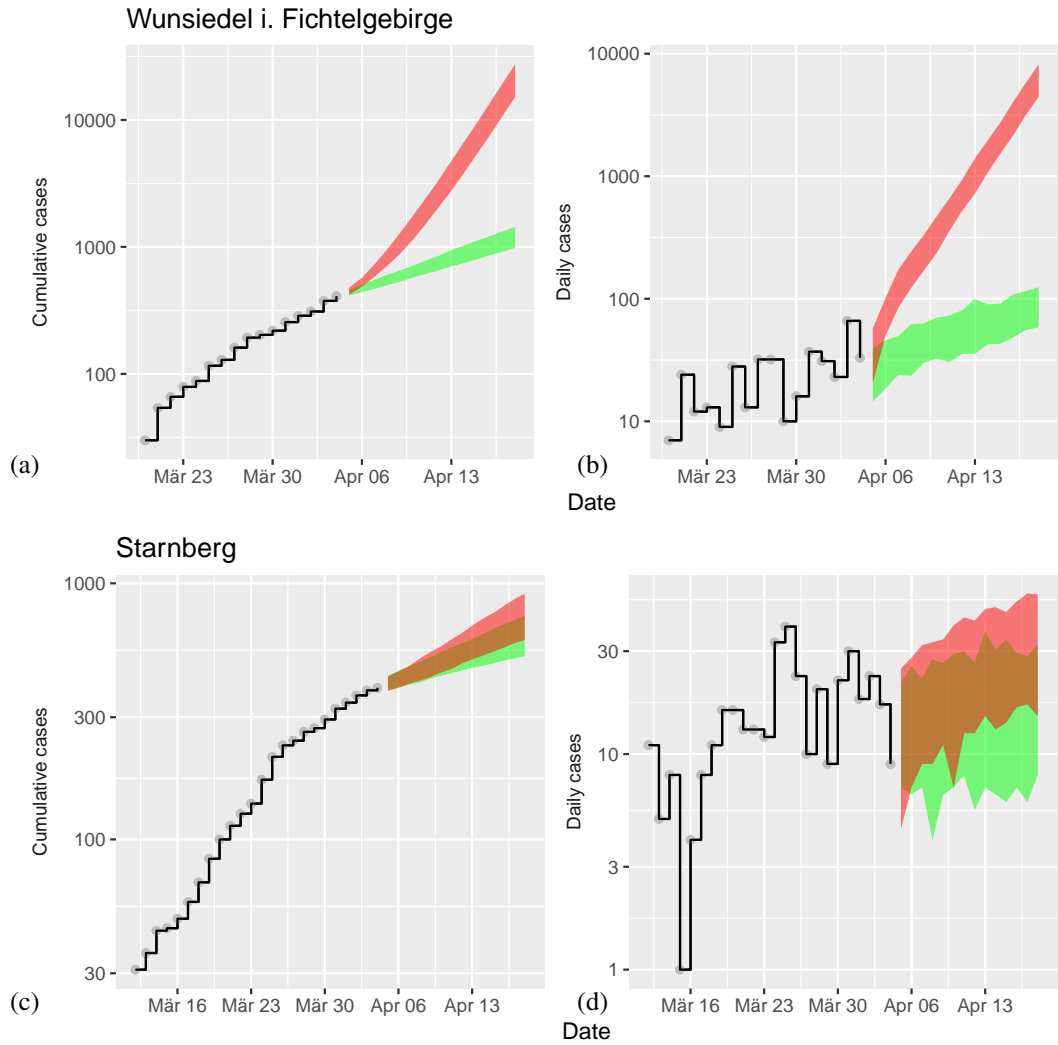 Wunsiedel i. Fichtelgebirge
Cumulative cases
10000
1000
100
(a)
Mär 23 Mär 30 Apr 06 Apr 13
Daily cases
10000
1000
100
10
(b)
Mär 23 Mär 30 Apr 06 Apr 13
Date
Starnberg
Cumulative cases
1000
300
100
30
(c)
Mär 16 Mär 23 Mär 30 Apr 06 Apr 13
Daily cases
30
10
3
1
(d)
Mär 16 Mär 23 Mär 30 Apr 06 Apr 13
Date